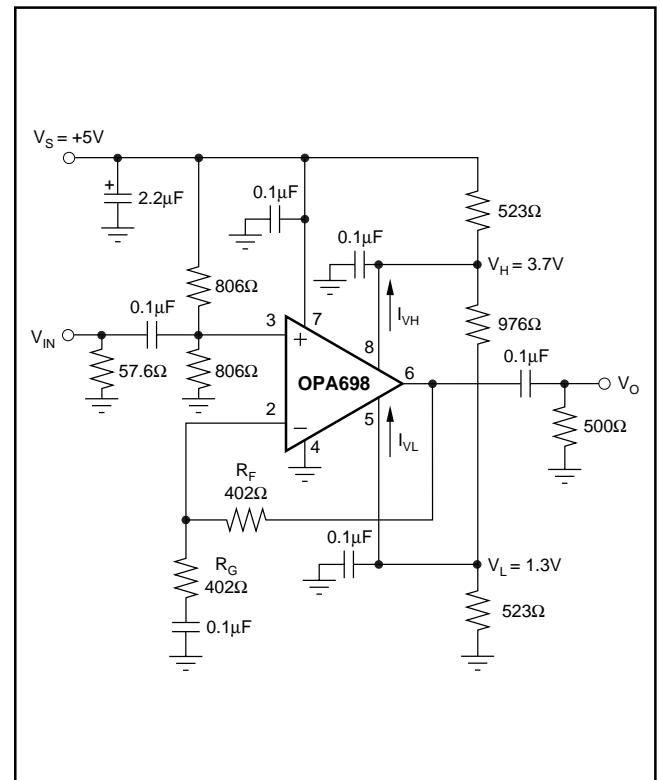 V_S = +5V
2.2µF
0.1µF
523Ω
0.1µF
V_H = 3.7V
806Ω
I_VH
976Ω
0.1µF
V_IN
3
7
8
+
57.6Ω
806Ω
OPA698
6
0.1µF
V_O
2
−
5
4
I_VL
500Ω
R_F
402Ω
0.1µF
V_L = 1.3V
R_G
402Ω
523Ω
0.1µF